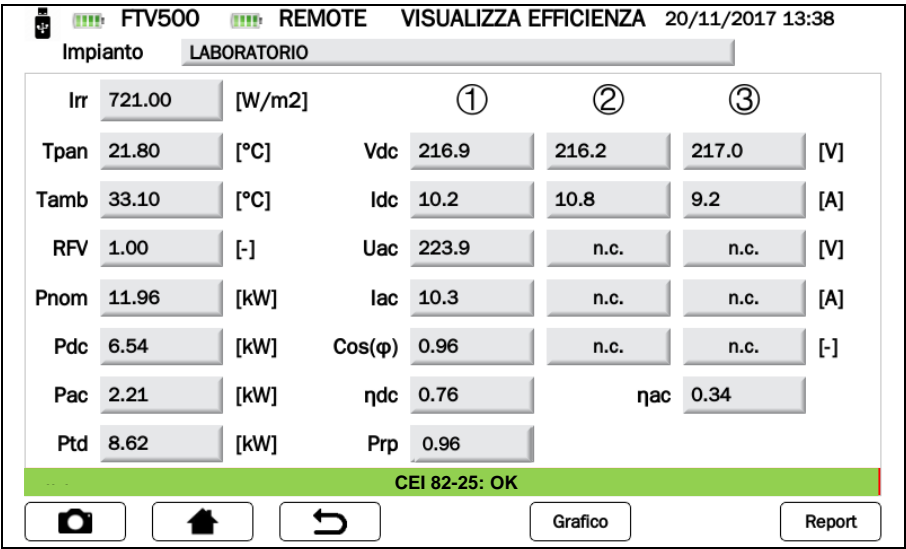 FTV500 REMOTE VISUALIZZA EFFICIENZA 20/11/2017 13:38
Impianto LABORATORIO
Irr 721.00 [W/m2] ① ② ③
Tpan 21.80 [°C] Vdc 216.9 216.2 217.0 [V]
Tamb 33.10 [°C] Idc 10.2 10.8 9.2 [A]
RFV 1.00 [-] Uac 223.9 n.c. n.c. [V]
Pnom 11.96 [kW] Iac 10.3 n.c. n.c. [A]
Pdc 6.54 [kW] Cos(φ) 0.96 n.c. n.c. [-]
Pac 2.21 [kW] ηdc 0.76 ηac 0.34
Ptd 8.62 [kW] Prp 0.96
CEI 82-25: OK
Grafico Report